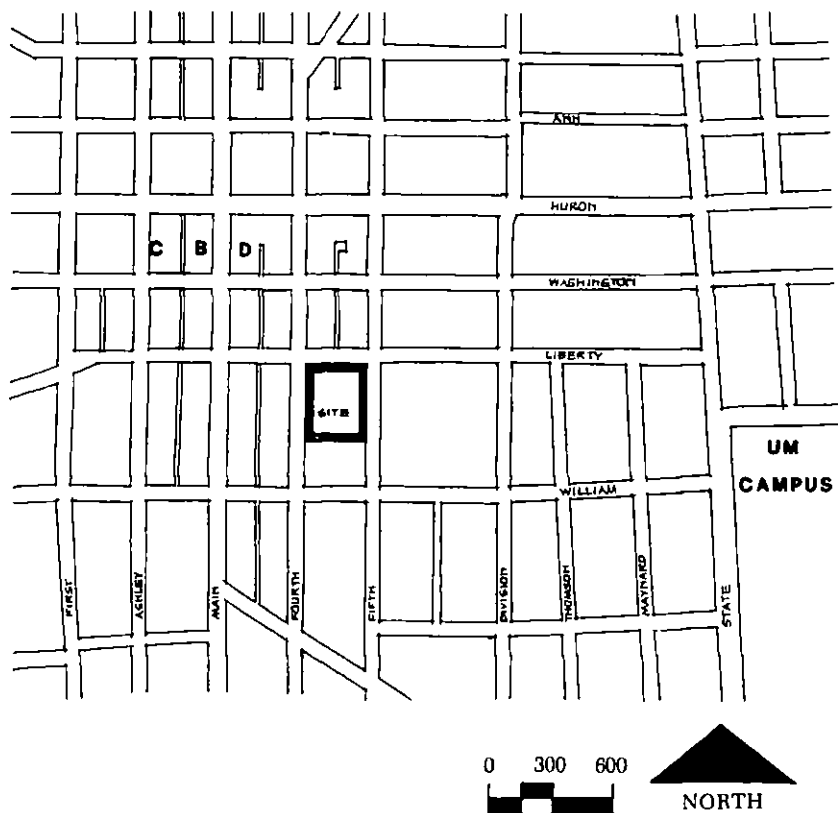 ANN
HURON
C B D
WASHINGTON
LIBERTY
SITE
UM
CAMPUS
WILLIAM
FIRST
ASHLEY
MAIN
FOURTH
FIFTH
DIVISION
THOMSON
MAYNARD
STATE
0 300 600
NORTH